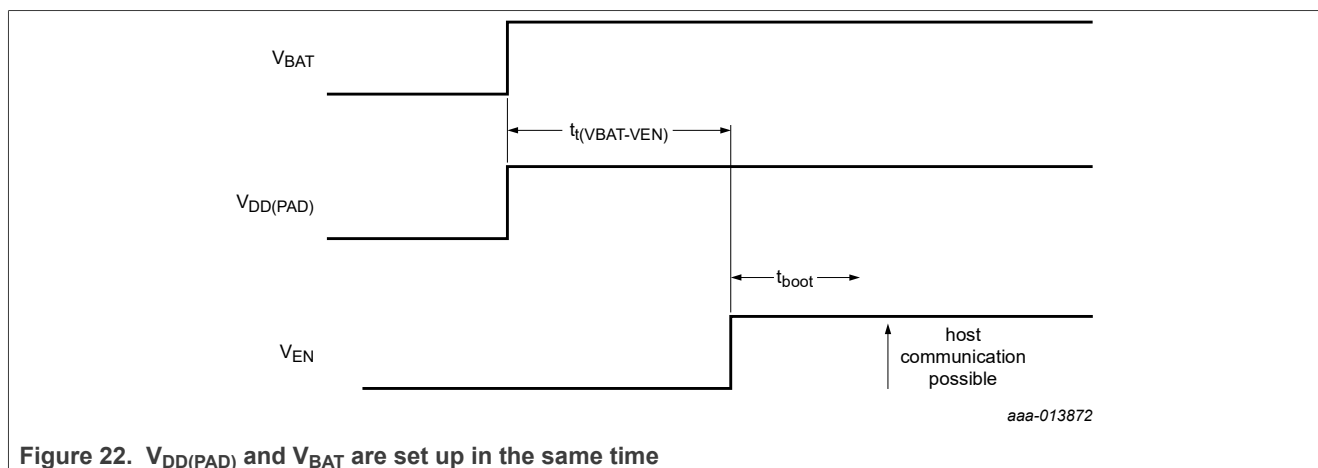 VBAT
tt(VBAT-VEN)
VDD(PAD)
tboot
VEN
host
communication
possible
aaa-013872
Figure 22. VDD(PAD) and VBAT are set up in the same time